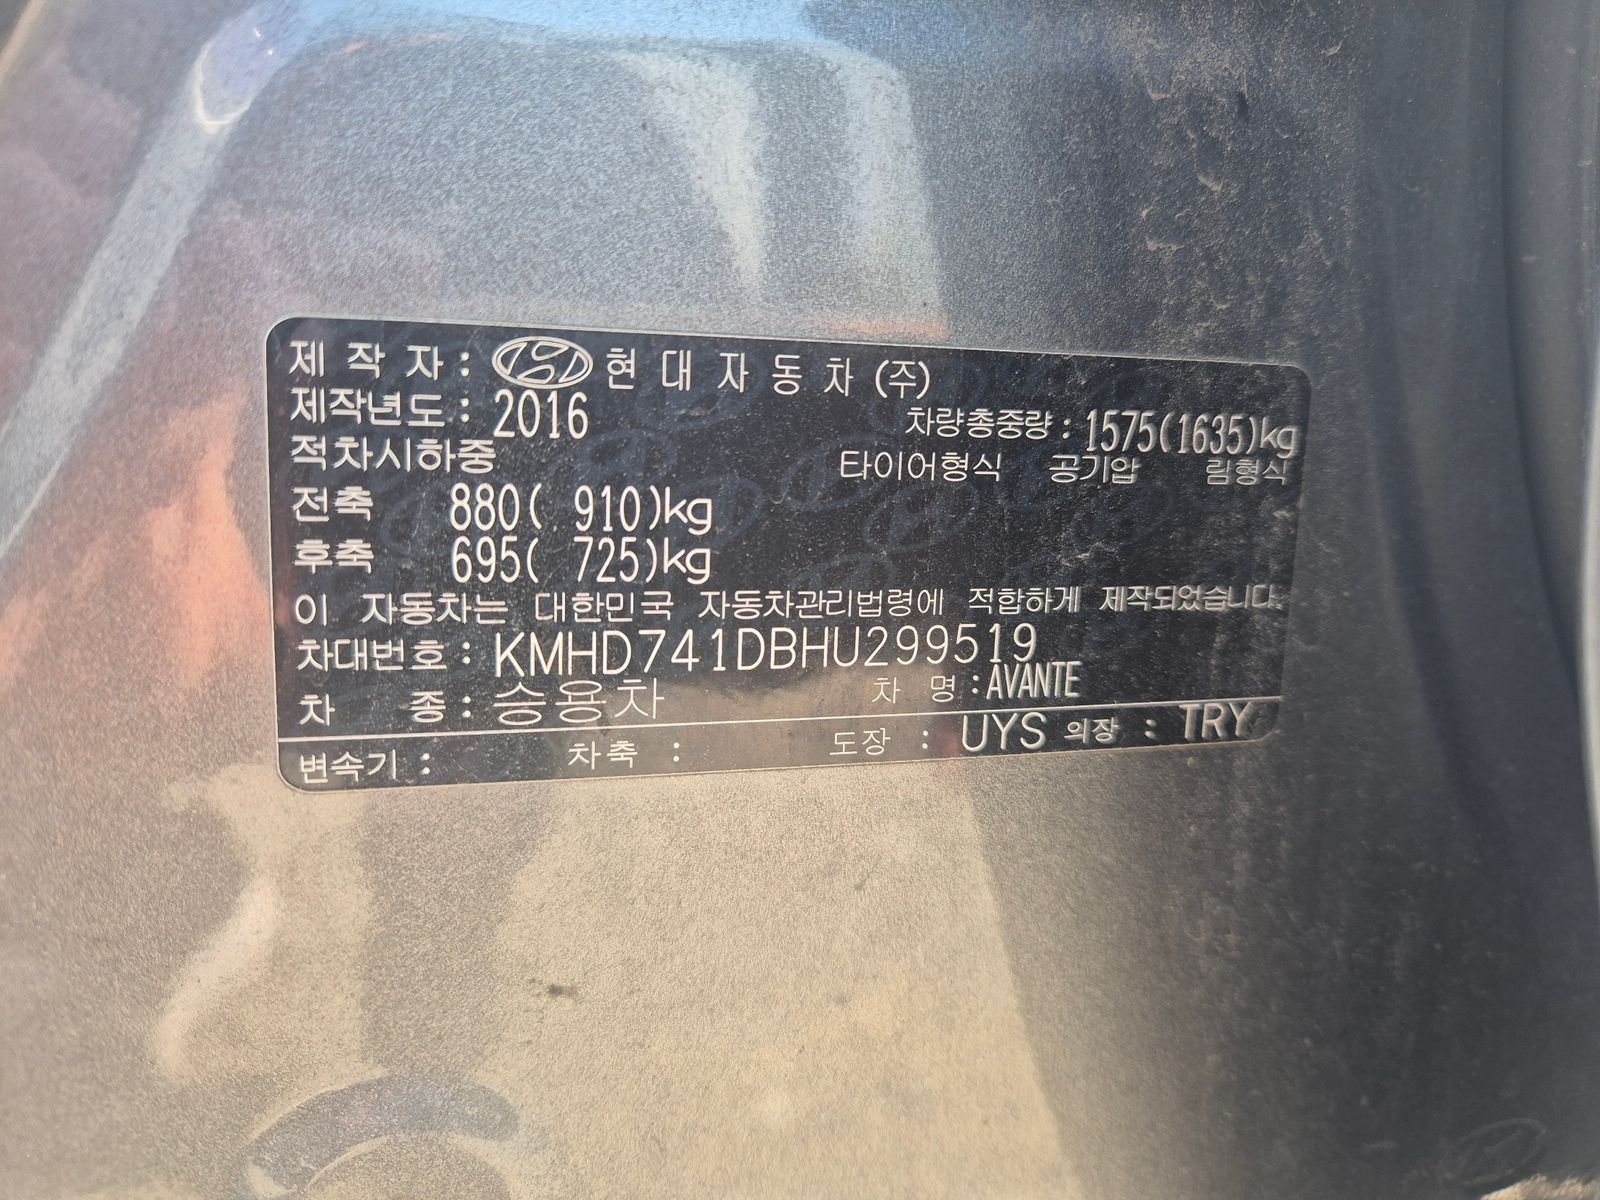 제 작 자 : 현 대 자 동 차 (주)
제작년도 : 2016 차량총중량 : 1575(1635)kg
적차시하중 타이어형식 공기압 림형식
전축 880( 910)kg
후축 695( 725)kg
이 자동차는 대한민국 자동차관리법령에 적합하게 제작되었습니다.
차대번호 : KMHD741DBHU299519
차 종 : 승용차 차 명 : AVANTE
변속기 : 차축 : 도장 : UYS 의장 : TRY